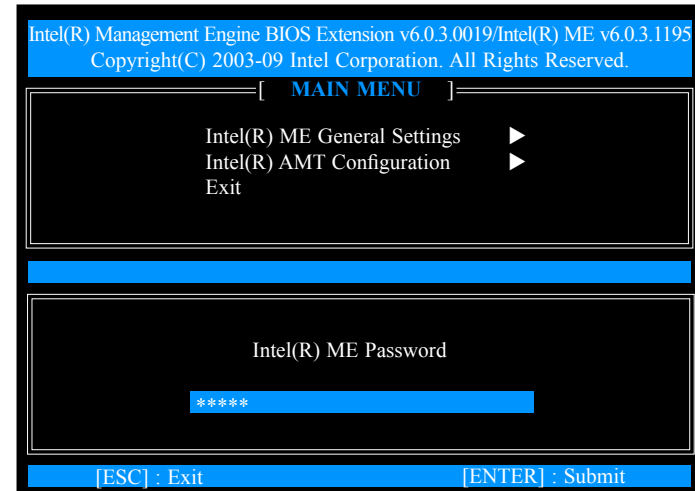 Intel(R) Management Engine BIOS Extension v6.0.3.0019/Intel(R) ME v6.0.3.1195
Copyright(C) 2003-09 Intel Corporation. All Rights Reserved.
[ MAIN MENU ]
Intel(R) ME General Settings ▶
Intel(R) AMT Configuration ▶
Exit
Intel(R) ME Password
*****
[ESC] : Exit [ENTER] : Submit